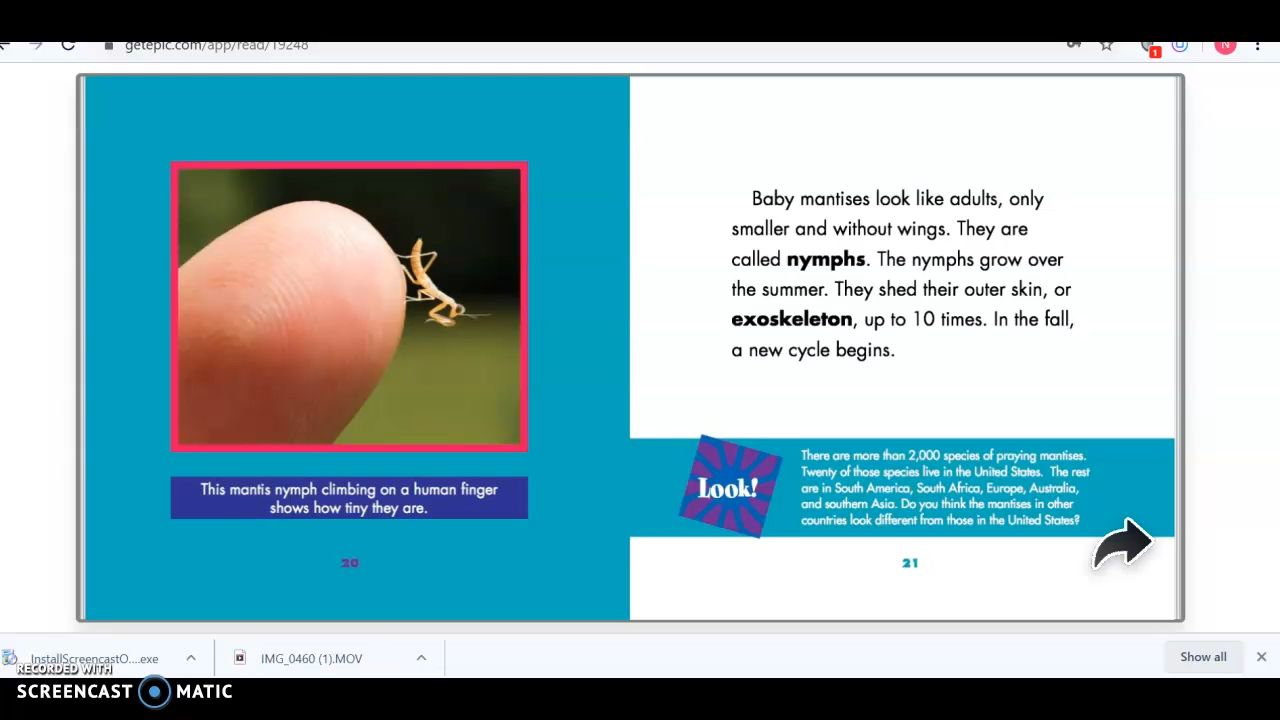 getepic.com/app/read/19248
1
N
This mantis nymph climbing on a human finger
shows how tiny they are.
20
Baby mantises look like adults, only
smaller and without wings. They are
called nymphs. The nymphs grow over
the summer. They shed their outer skin, or
exoskeleton, up to 10 times. In the fall,
a new cycle begins.
Look!
There are more than 2,000 species of praying mantises.
Twenty of those species live in the United States. The rest
are in South America, South Africa, Europe, Australia,
and southern Asia. Do you think the mantises in other
countries look different from those in the United States?
21
InstallScreencastO....exe
IMG_0460 (1).MOV
Show all
RECORDED WITH
SCREENCAST MATIC